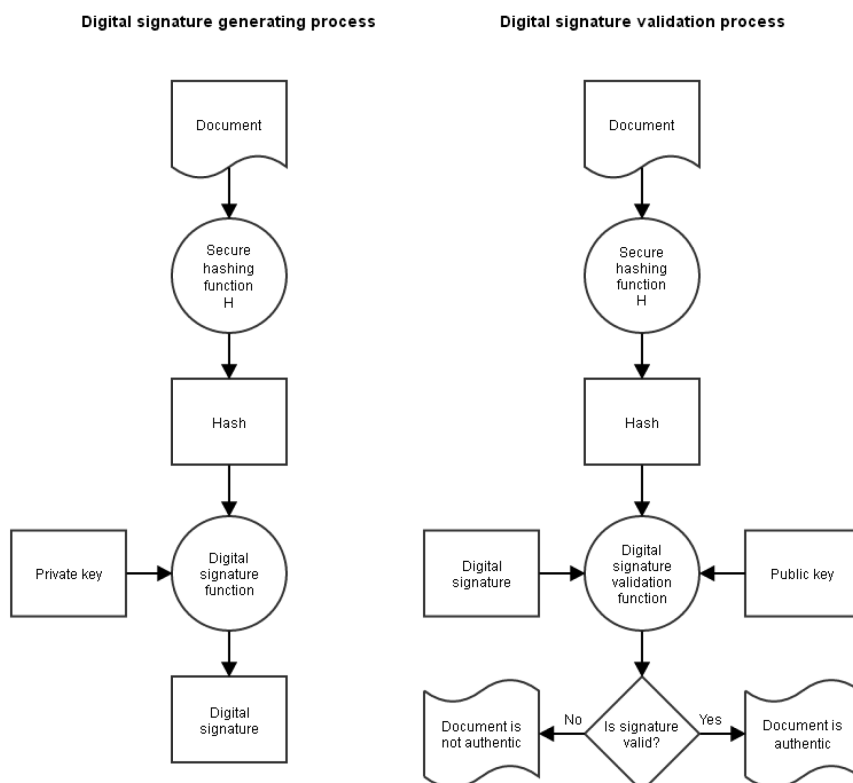 Digital signature generating process
Digital signature validation process
Document
Document
Secure
hashing
function
H
Secure
hashing
function
H
Hash
Hash
Private key
Digital
signature
function
Digital
signature
Digital
signature
validation
function
Public key
Digital
signature
Document is
not authentic
No
Is signature
valid?
Yes
Document is
authentic